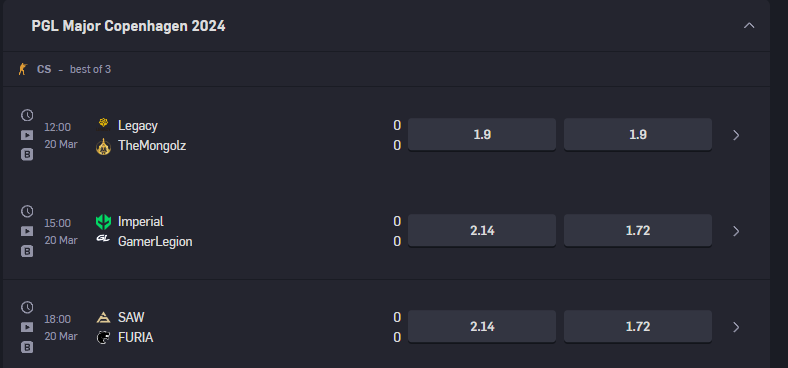 PGL Major Copenhagen 2024
CS - best of 3
12:00 Legacy 0 1.9 1.9
20 Mar TheMongolz 0
B
15:00 Imperial 0 2.14 1.72
20 Mar GamerLegion 0
B
18:00 SAW 0 2.14 1.72
20 Mar FURIA 0
B